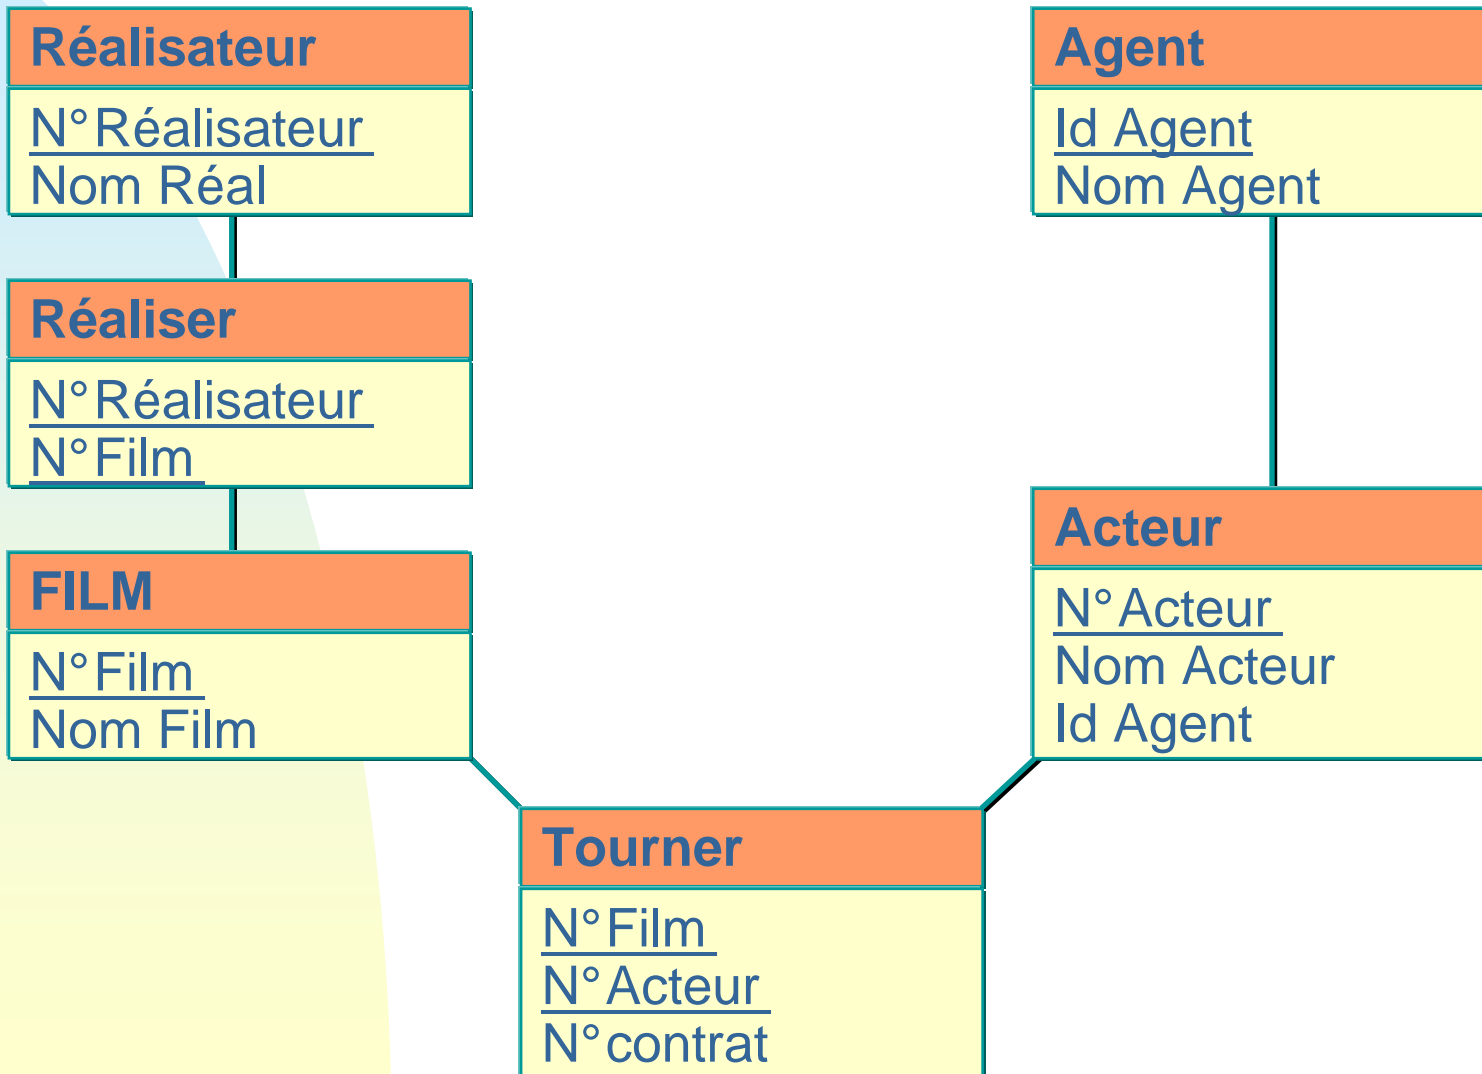 Réalisateur
N°Réalisateur
Nom Réal
Réaliser
N°Réalisateur
N°Film
FILM
N°Film
Nom Film
Agent
Id Agent
Nom Agent
Acteur
N°Acteur
Nom Acteur
Id Agent
Tourner
N°Film
N°Acteur
N°contrat